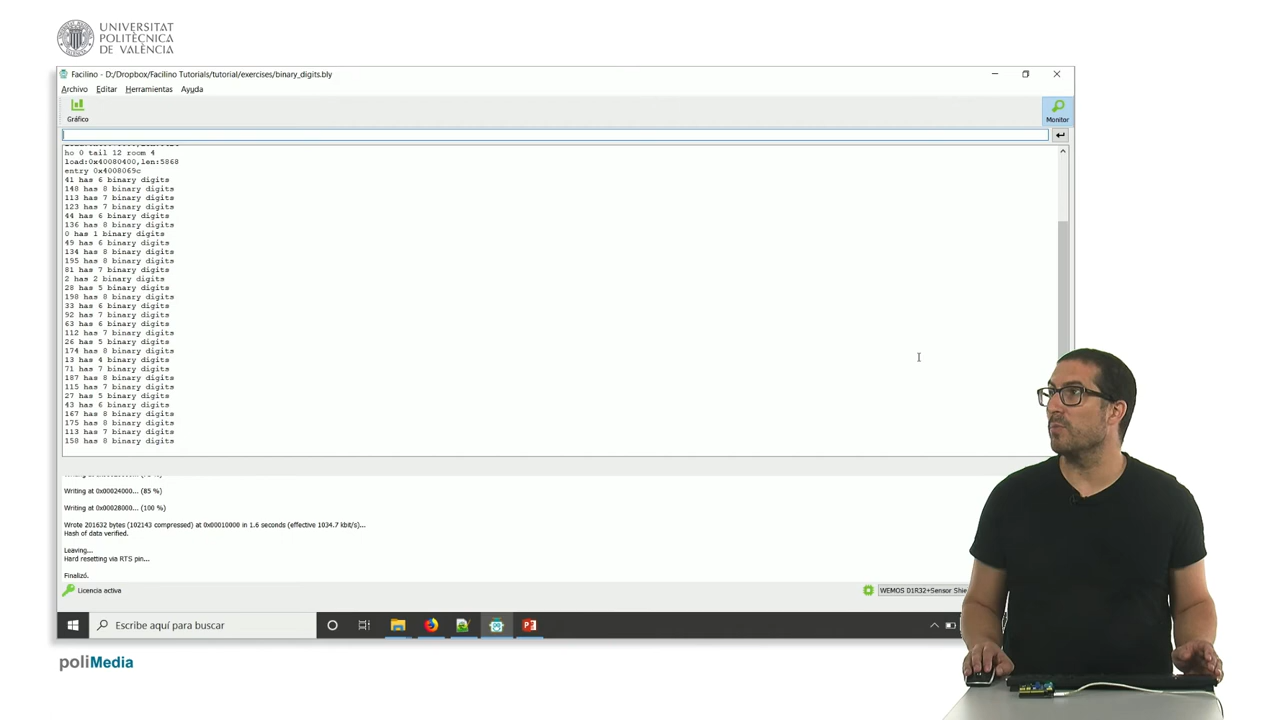 UNIVERSITAT
POLITÈCNICA
DE VALÈNCIA
Facilino - D:/Dropbox/Facilino Tutorials/tutorial/exercises/binary_digits.bly
Archivo Editar Herramientas Ayuda
Gráfico
Monitor
ho 0 tail 12 room 4
load:0x40080400,len:5868
entry 0x4008069c
41 has 6 binary digits
148 has 8 binary digits
113 has 7 binary digits
123 has 7 binary digits
44 has 6 binary digits
136 has 8 binary digits
0 has 1 binary digits
49 has 6 binary digits
134 has 8 binary digits
195 has 8 binary digits
81 has 7 binary digits
2 has 2 binary digits
28 has 5 binary digits
198 has 8 binary digits
33 has 6 binary digits
92 has 7 binary digits
63 has 6 binary digits
112 has 7 binary digits
26 has 5 binary digits
174 has 8 binary digits
13 has 4 binary digits
71 has 7 binary digits
187 has 8 binary digits
115 has 7 binary digits
27 has 5 binary digits
43 has 6 binary digits
167 has 8 binary digits
175 has 8 binary digits
113 has 7 binary digits
158 has 8 binary digits
Writing at 0x00024000... (85 %)
Writing at 0x00028000... (100 %)
Wrote 201632 bytes (102143 compressed) at 0x00010000 in 1.6 seconds (effective 1034.7 kbit/s)...
Hash of data verified.
Leaving...
Hard resetting via RTS pin...
Finalizó.
Licencia activa
WEMOS D1R32+Sensor Shie
Escribe aquí para buscar
poliMedia